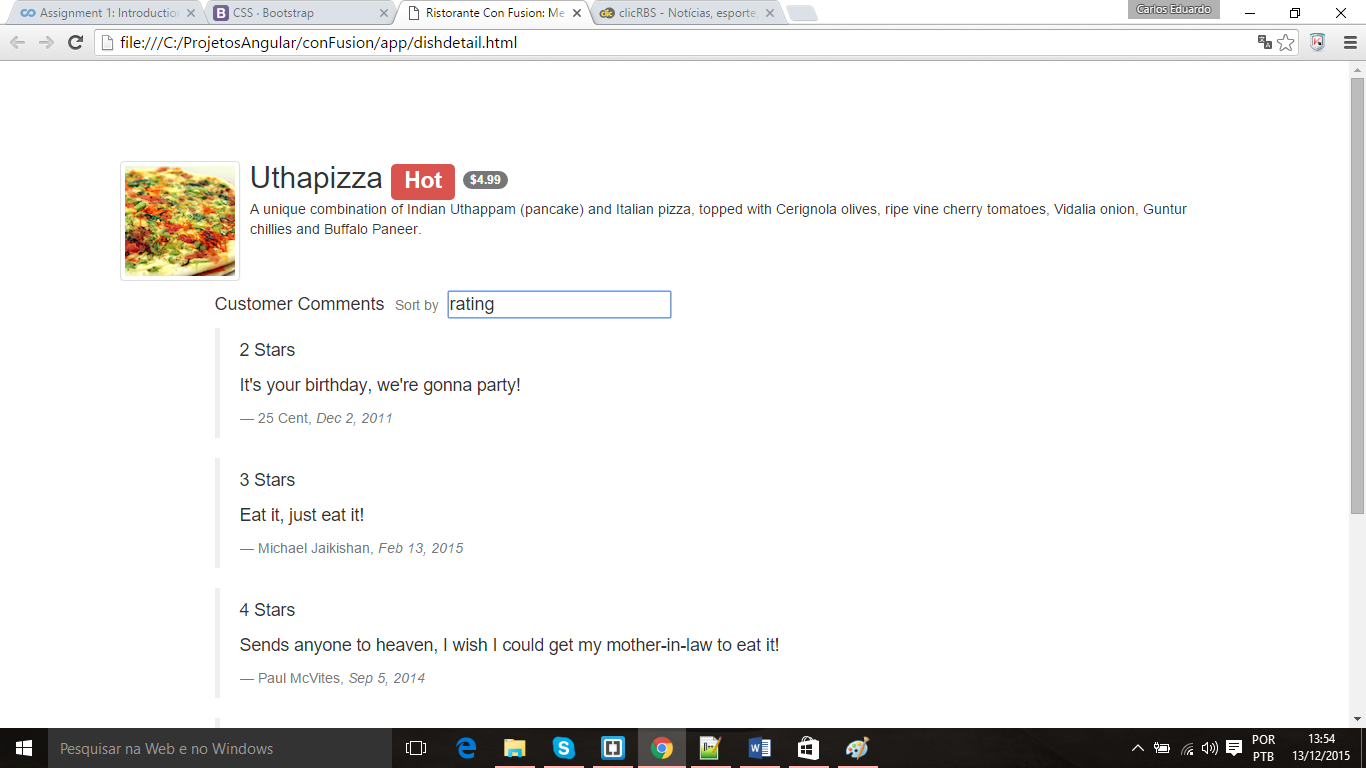 Assignment 1: Introduction
CSS · Bootstrap
Ristorante Con Fusion: Me
clicRBS - Notícias, esporte,
Carlos Eduardo
file:///C:/ProjetosAngular/conFusion/app/dishdetail.html
Uthapizza Hot $4.99
A unique combination of Indian Uthappam (pancake) and Italian pizza, topped with Cerignola olives, ripe vine cherry tomatoes, Vidalia onion, Guntur
chillies and Buffalo Paneer.
Customer Comments Sort by rating
2 Stars
It's your birthday, we're gonna party!
— 25 Cent, Dec 2, 2011
3 Stars
Eat it, just eat it!
— Michael Jaikishan, Feb 13, 2015
4 Stars
Sends anyone to heaven, I wish I could get my mother-in-law to eat it!
— Paul McVites, Sep 5, 2014
Pesquisar na Web e no Windows
POR
PTB
13:54
13/12/2015